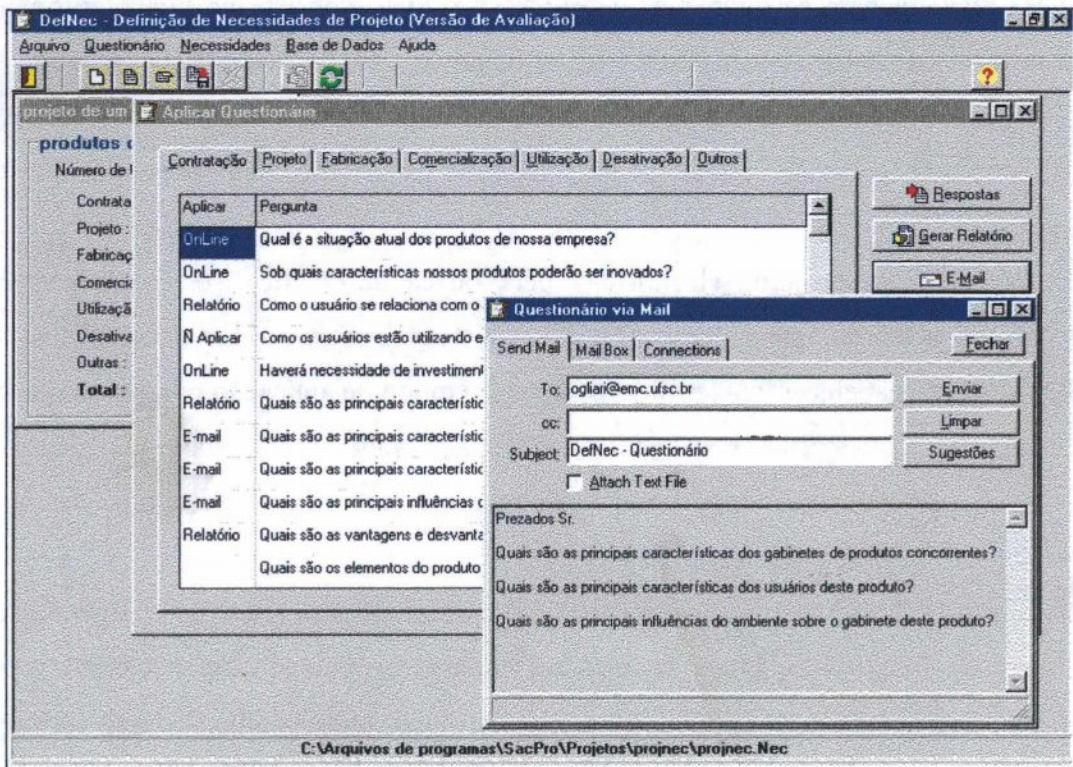 DefNec - Definição de Necessidades de Projeto (Versão de Avaliação)
Arquivo Questionário Necessidades Base de Dados Ajuda
projeto de um
Aplicar Questionário
produtos
Número de
Contrata
Projeto :
Fabricaç
Comercia
Utilizaçã
Desativa
Outras :
Total :
Contratação Projeto Fabricação Comercialização Utilização Desativação Outros
Aplicar Pergunta
OnLine Qual é a situação atual dos produtos de nossa empresa?
OnLine Sob quais características nossos produtos poderão ser inovados?
Relatório Como o usuário se relaciona com o
Ñ Aplicar Como os usuários estão utilizando e
OnLine Haverá necessidade de investiment
Relatório Quais são as principais característic
E-mail Quais são as principais característic
E-mail Quais são as principais característic
E-mail Quais são as principais influências
Relatório Quais são as vantagens e desvanta
Quais são os elementos do produto
Respostas
Gerar Relatório
E-Mail
Questionário via Mail
Send Mail Mail Box Connections
Fechar
To: ogliari@emc.ufsc.br
Enviar
cc:
Limpar
Subject: DefNec - Questionário
Sugestões
Attach Text File
Prezados Sr.
Quais são as principais características dos gabinetes de produtos concorrentes?
Quais são as principais características dos usuários deste produto?
Quais são as principais influências do ambiente sobre o gabinete deste produto?
C:\Arquivos de programas\SacPro\Projetos\projnec\projnec.Nec